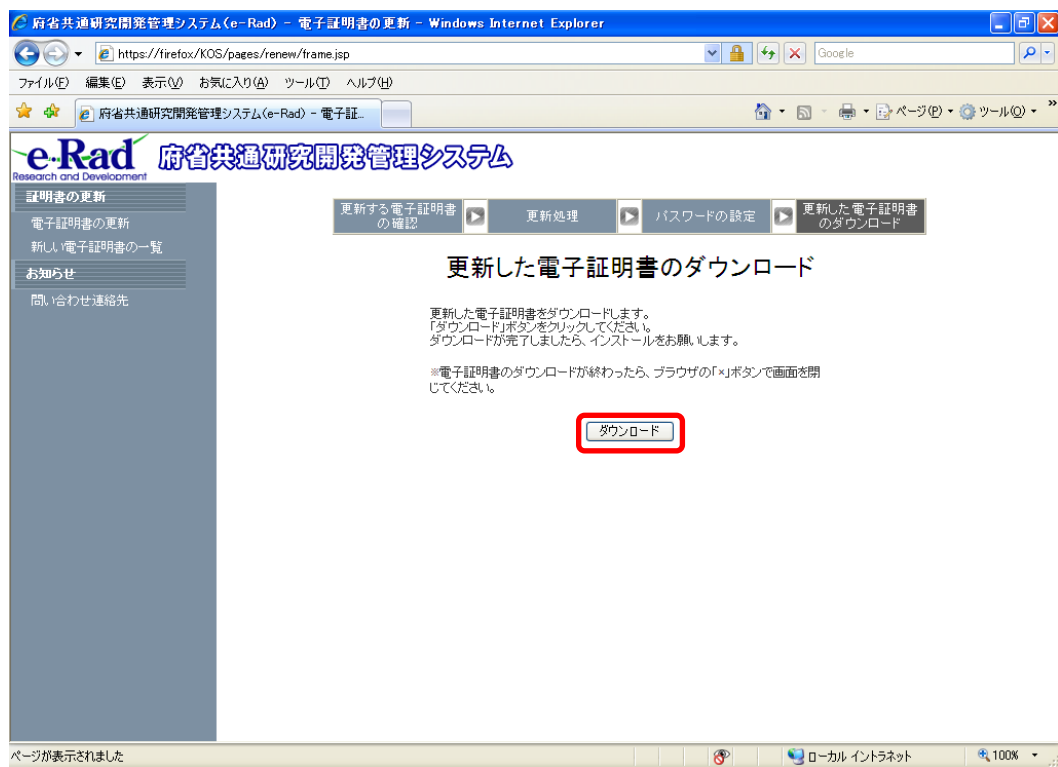 府省共通研究開発管理システム(e-Rad) - 電子証明書の更新 - Windows Internet Explorer
https://firefox/KOS/pages/renew/frame.jsp
Google
ファイル(F) 編集(E) 表示(V) お気に入り(A) ツール(T) ヘルプ(H)
府省共通研究開発管理システム(e-Rad) - 電子証...
ページ(P) ツール(O) »
e-Rad 府省共通研究開発管理システム
Research and Development
証明書の更新
電子証明書の更新
新しい電子証明書の一覧
お知らせ
問い合わせ連絡先
更新する電子証明書
の確認
更新処理
パスワードの設定
更新した電子証明書
のダウンロード
更新した電子証明書のダウンロード
更新した電子証明書をダウンロードします。
「ダウンロード」ボタンをクリックしてください。
ダウンロードが完了しましたら、インストールをお願いします。
※電子証明書のダウンロードが終わったら、ブラウザの「×」ボタンで画面を閉
じてください。
ダウンロード
ページが表示されました
ローカル イントラネット
100%